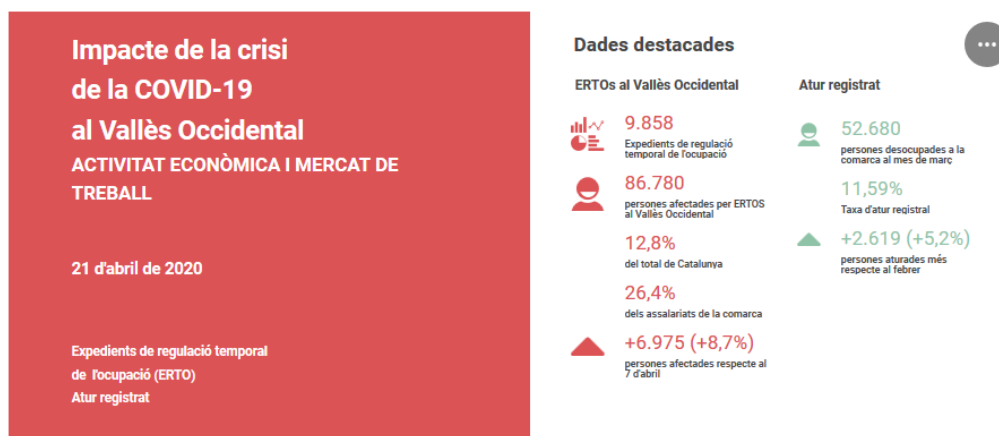 Impacte de la crisi
de la COVID-19
al Vallès Occidental
ACTIVITAT ECONÒMICA I MERCAT DE
TREBALL
21 d'abril de 2020
Expedients de regulació temporal
de l'ocupació (ERTO)
Atur registrat
Dades destacades
ERTOs al Vallès Occidental
9.858
Expedients de regulació
temporal de l'ocupació
86.780
persones afectades per ERTOS
al Vallès Occidental
12,8%
del total de Catalunya
26,4%
dels assalariats de la comarca
+6.975 (+8,7%)
persones afectades respecte al
7 d'abril
Atur registrat
52.680
persones desocupades a la
comarca al mes de març
11,59%
Taxa d'atur registral
+2.619 (+5,2%)
persones aturades més
respecte al febrer